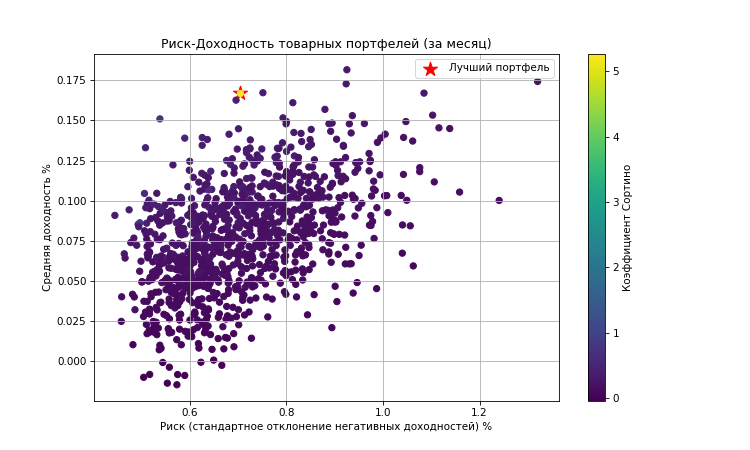 Риск-Доходность товарных портфелей (за месяц)
Лучший портфель
Средняя доходность %
0.175
0.150
0.125
0.100
0.075
0.050
0.025
0.000
0.6 0.8 1.0 1.2
Риск (стандартное отклонение негативных доходностей) %
5
4
3
2
1
0
Коэффициент Сортино